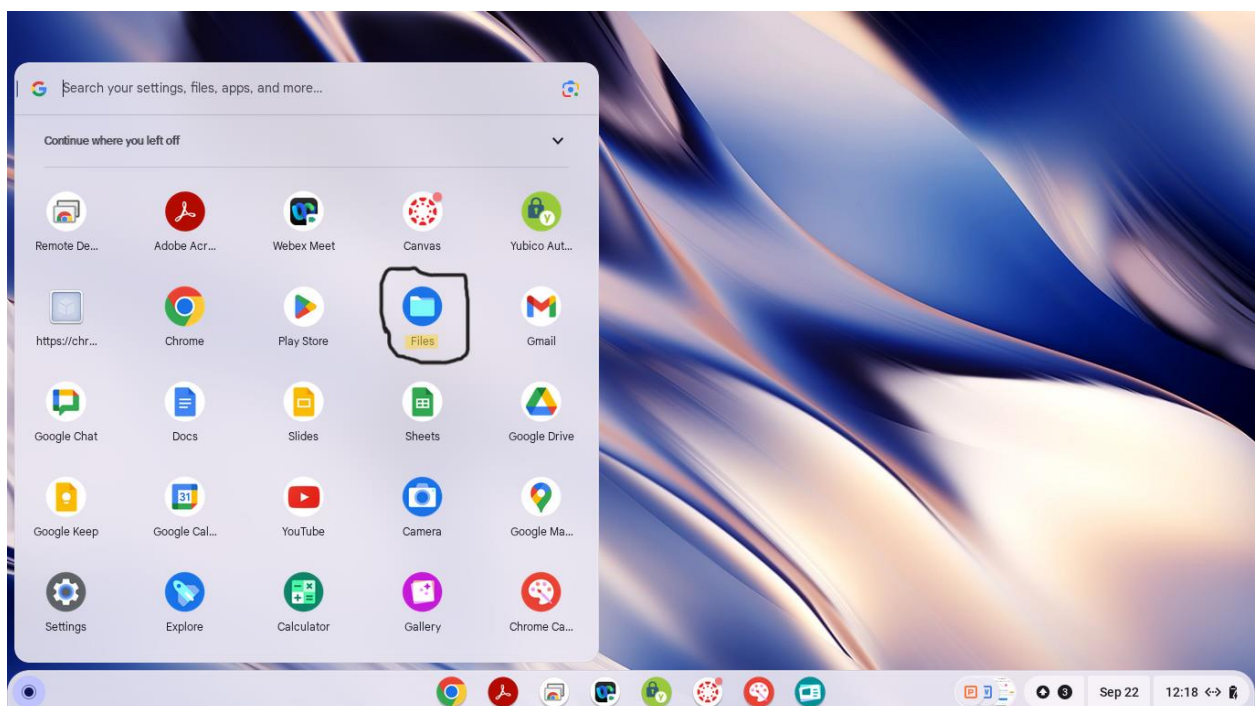 Search your settings, files, apps, and more...
Continue where you left off
Remote De...
Adobe Acr...
Webex Meet
Canvas
Yubico Aut...
https://chr...
Chrome
Play Store
Files
Gmail
Google Chat
Docs
Slides
Sheets
Google Drive
Google Keep
31
Google Cal...
YouTube
Camera
Google Ma...
Settings
Explore
Calculator
Gallery
Chrome Ca...
3
Sep 22
12:18